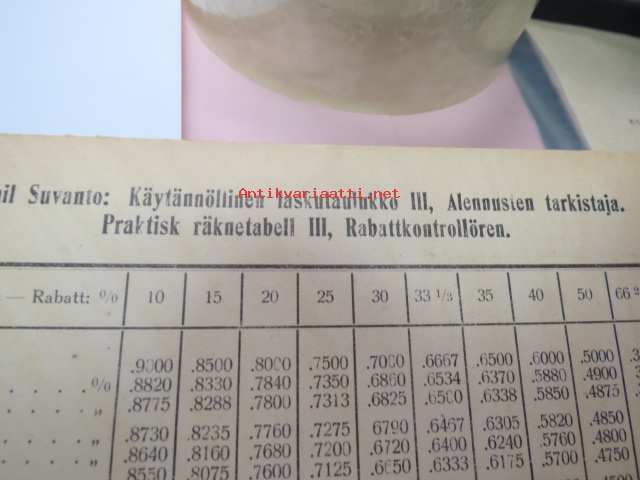 il Suvanto: Käytännöllinen laskutaulukko III, Alennusten tarkistaja.
Praktisk räknetabell III, Rabattkontrollören.
Antikvariaatti.net
— Rabatt: % 10 15 20 25 30 33 1/3 35 40 50 66
.9000 .8500 .8000 .7500 .7000 .6667 .6500 .6000 .5000
. . . . % .8820 .8330 .7840 .7350 .6860 .6534 .6370 .5880 .4900
. . . . „ .8775 .8288 .7800 .7313 .6825 .6500 .6338 .5850 .4875
. . . . „ .8730 .8235 .7760 .7275 6790 .6467 .6305 .5820 .4850
. . . . „ .8640 .8160 .7680 .7200 .6720 .6400 .6240 .5760 .4800
„ .8550 .8075 .7600 .7125 .6650 .6333 .6175 .5700 .4750